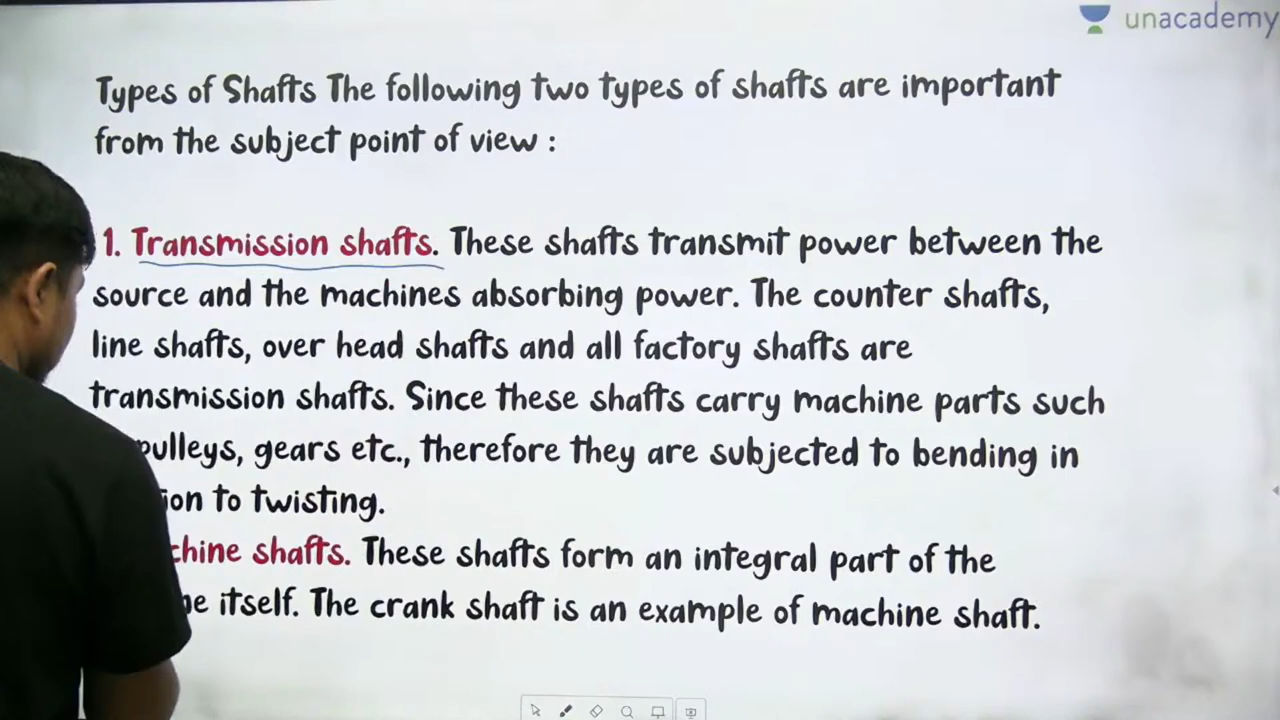 unacademy
Types of Shafts The following two types of shafts are important
from the subject point of view :
1. Transmission shafts. These shafts transmit power between the
source and the machines absorbing power. The counter shafts,
line shafts, over head shafts and all factory shafts are
transmission shafts. Since these shafts carry machine parts such
pulleys, gears etc., therefore they are subjected to bending in
ion to twisting.
chine shafts. These shafts form an integral part of the
ne itself. The crank shaft is an example of machine shaft.